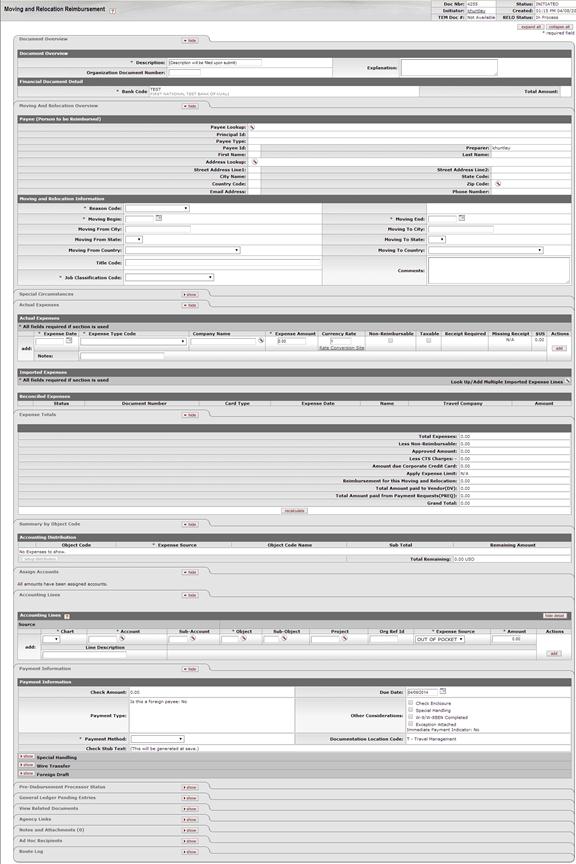 Moving and Relocation Reimbursement ?
Doc Nbr: 4255 Status: INITIATED
Initiator: khuntley Created: 01:15 PM 04/08/20
TEM Doc #: Not Available RELO Status: In Process
expand all collapse all
* required field
Document Overview hide
Document Overview
* Description: (Description will be filled upon submit) Explanation:
Organization Document Number:
Financial Document Detail
* Bank Code TEST Total Amount:
FIRST NATIONAL TEST BANK OF KUALI
Moving And Relocation Overview hide
Payee (Person to be Reimbursed)
Payee Lookup:
Principal Id:
Payee Type:
Payee Id: Preparer: khuntley
First Name: Last Name:
Address Lookup:
Street Address Line1: Street Address Line2:
City Name: State Code:
Country Code: Zip Code:
Email Address: Phone Number:
Moving and Relocation Information
* Reason Code:
* Moving Begin: * Moving End:
Moving From City: Moving To City:
Moving From State: Moving To State:
Moving From Country: Moving To Country:
Title Code: Comments:
* Job Classification Code:
Special Circumstances show
Actual Expenses hide
Actual Expenses
* All fields required if section is used
* Expense Date * Expense Type Code Company Name * Expense Amount Currency Rate Non-Reimbursable Taxable Receipt Required Missing Receipt $US Actions
add: 0.00 1 N/A 0.00 add
Rate Conversion Site
Notes:
Imported Expenses
* All fields required if section is used Look Up/Add Multiple Imported Expense Lines
Reconciled Expenses
Status Document Number Card Type Expense Date Name Travel Company Amount
Expense Totals hide
Total Expenses: 0.00
Less Non-Reimbursable: 0.00
Approved Amount: 0.00
Less CTS Charges: - 0.00
Amount due Corporate Credit Card: 0.00
Apply Expense Limit: N/A
Reimbursement for this Moving and Relocation: 0.00
Total Amount paid to Vendor(DV): 0.00
Total Amount paid from Payment Requests(PREQ): 0.00
Grand Total: 0.00
recalculate
Summary by Object Code hide
Accounting Distribution
Object Code * Expense Source Object Code Name Sub Total Remaining Amount
No Expenses to show.
setup distribution Total Remaining: 0.00 USD
Assign Accounts hide
All amounts have been assigned accounts.
Accounting Lines hide
Accounting Lines ? hide detail
Source
* Chart * Account Sub-Account * Object Sub-Object Project Org Ref Id * Expense Source * Amount Actions
add: OUT OF POCKET 0.00 add
Line Description
Payment Information hide
Payment Information
Check Amount: 0.00 Due Date: 04/09/2014
Payment Type: Is this a foreign payee: No
Other Considerations: Check Enclosure
Special Handling
W-9/W-8BEN Completed
Exception Attached
Immediate Payment Indicator: No
* Payment Method: Documentation Location Code: T - Travel Management
Check Stub Text: (This will be generated at save.)
show Special Handling
show Wire Transfer
show Foreign Draft
Pre-Disbursement Processor Status show
General Ledger Pending Entries show
View Related Documents show
Agency Links show
Notes and Attachments (0) show
Ad Hoc Recipients show
Route Log show